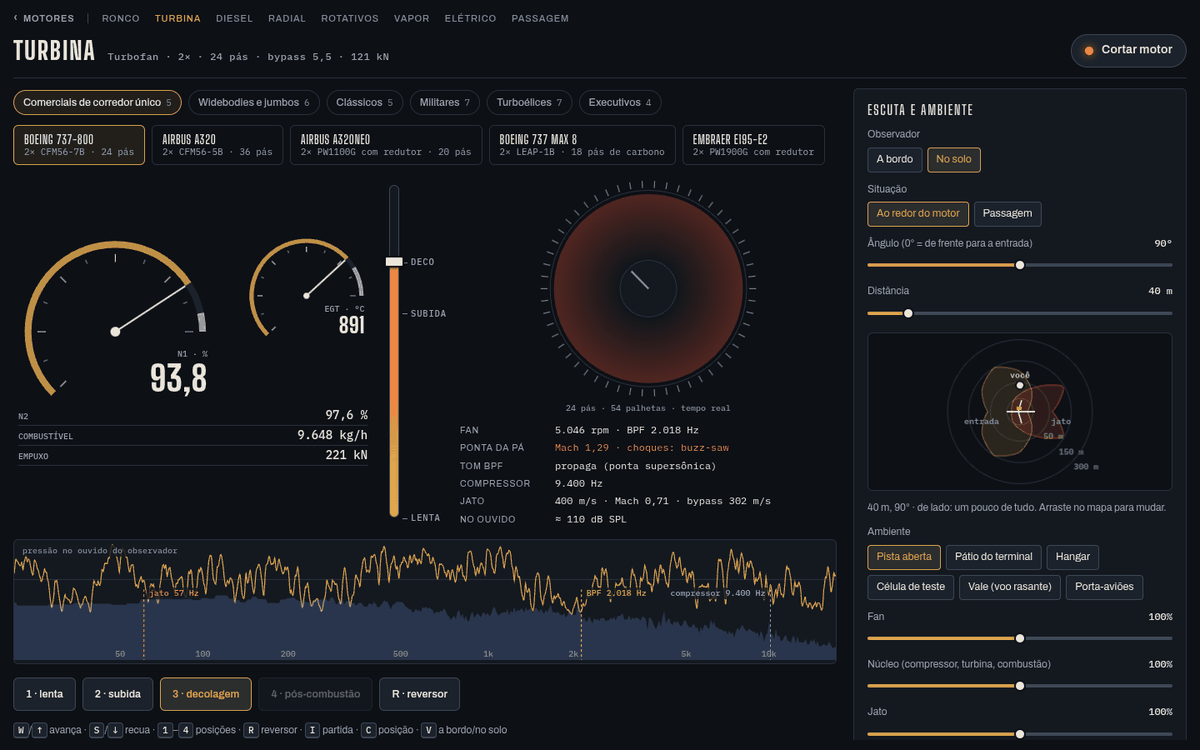 ‹ MOTORES RONCO TURBINA DIESEL RADIAL ROTATIVOS VAPOR ELÉTRICO PASSAGEM
TURBINA Turbofan · 2× · 24 pás · bypass 5,5 · 121 kN
Cortar motor
Comerciais de corredor único 5 Widebodies e jumbos 6 Clássicos 5 Militares 7 Turboélices 7 Executivos 4
BOEING 737-800
2× CFM56-7B · 24 pás
AIRBUS A320
2× CFM56-5B · 36 pás
AIRBUS A320NEO
2× PW1100G com redutor · 20 pás
BOEING 737 MAX 8
2× LEAP-1B · 18 pás de carbono
EMBRAER E195-E2
2× PW1900G com redutor
N1 · %
93,8
EGT · °C
891
N2 97,6 %
COMBUSTÍVEL 9.648 kg/h
EMPUXO 221 kN
DECO
SUBIDA
LENTA
24 pás · 54 palhetas · tempo real
FAN 5.046 rpm · BPF 2.018 Hz
PONTA DA PÁ Mach 1,29 · choques: buzz-saw
TOM BPF propaga (ponta supersônica)
COMPRESSOR 9.400 Hz
JATO 400 m/s · Mach 0,71 · bypass 302 m/s
NO OUVIDO ≈ 110 dB SPL
pressão no ouvido do observador
jato 57 Hz
BPF 2.018 Hz
compressor 9.400 Hz
50 100 200 500 1k 2k 5k 10k
1 · lenta 2 · subida 3 · decolagem 4 · pós-combustão R · reversor
W/↑ avança · S/↓ recua · 1–4 posições · R reversor · I partida · C posição · V a bordo/no solo
ESCUTA E AMBIENTE
Observador
A bordo No solo
Situação
Ao redor do motor Passagem
Ângulo (0° = de frente para a entrada) 90°
Distância 40 m
você
entrada
jato
50 m
150 m
300 m
40 m, 90° · de lado: um pouco de tudo. Arraste no mapa para mudar.
Ambiente
Pista aberta Pátio do terminal Hangar
Célula de teste Vale (voo rasante) Porta-aviões
Fan 100%
Núcleo (compressor, turbina, combustão) 100%
Jato 100%